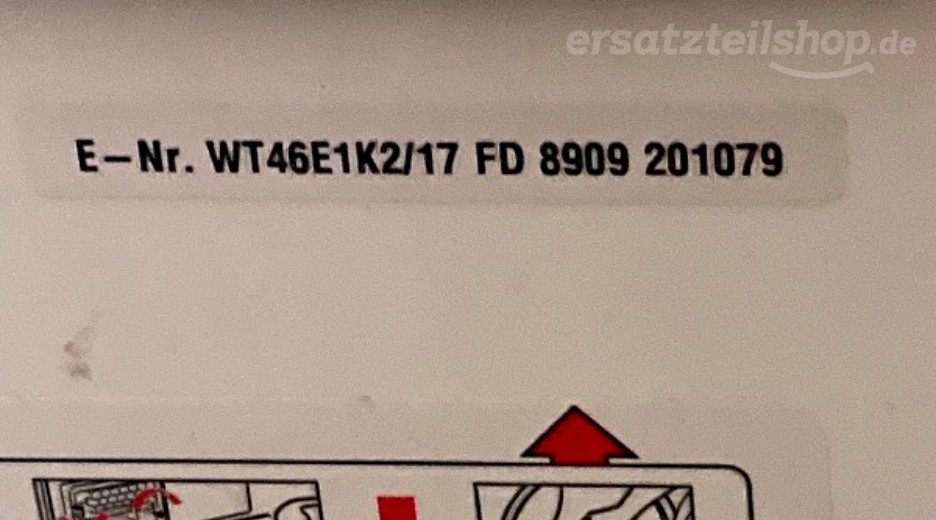 ersatzteilshop.de
E-Nr. WT46E1K2/17 FD 8909 201079